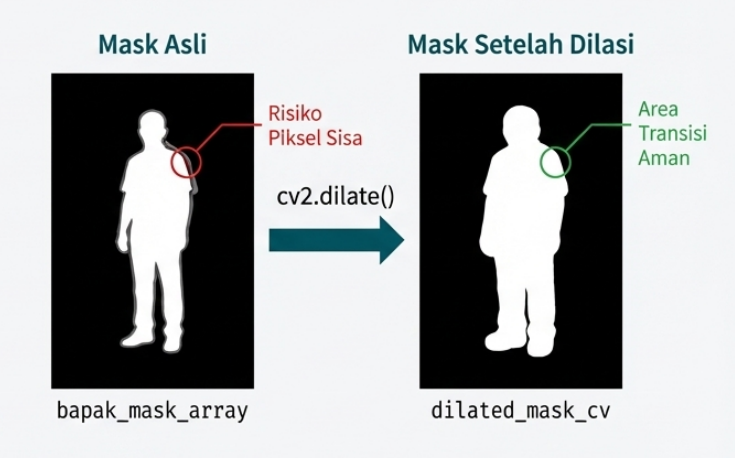 Mask Asli
Mask Setelah Dilasi
Risiko
Piksel Sisa
cv2.dilate()
Area
Transisi
Aman
bapak_mask_array
dilated_mask_cv